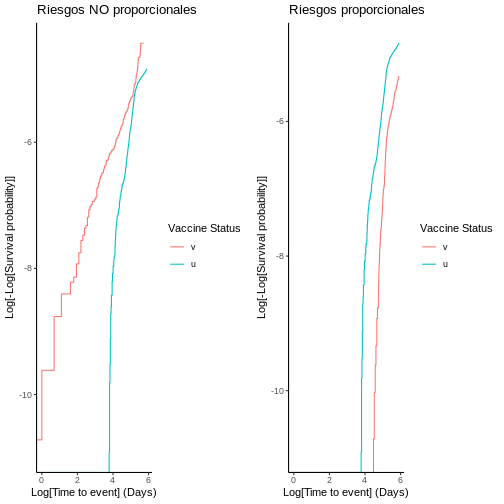 Riesgos NO proporcionales
Log[-Log[Survival probability]]
-6
-8
-10
0
2
4
6
Log[Time to event] (Days)
Vaccine Status
v
u
Riesgos proporcionales
Log[-Log[Survival probability]]
-6
-8
-10
0
2
4
6
Log[Time to event] (Days)
Vaccine Status
v
u